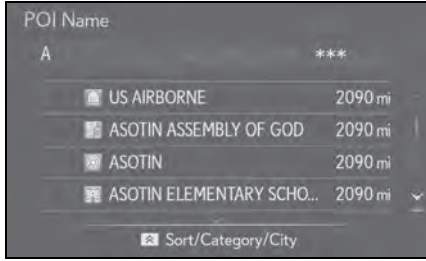 POI Name
A ***
US AIRBORNE 2090 mi
ASOTIN ASSEMBLY OF GOD 2090 mi
ASOTIN 2090 mi
ASOTIN ELEMENTARY SCHO... 2090 mi
Sort/Category/City